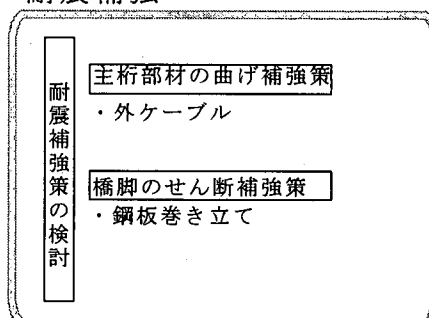 耐震補強策の検討
主桁部材の曲げ補強策
・外ケーブル
橋脚のせん断補強策
・鋼板巻き立て